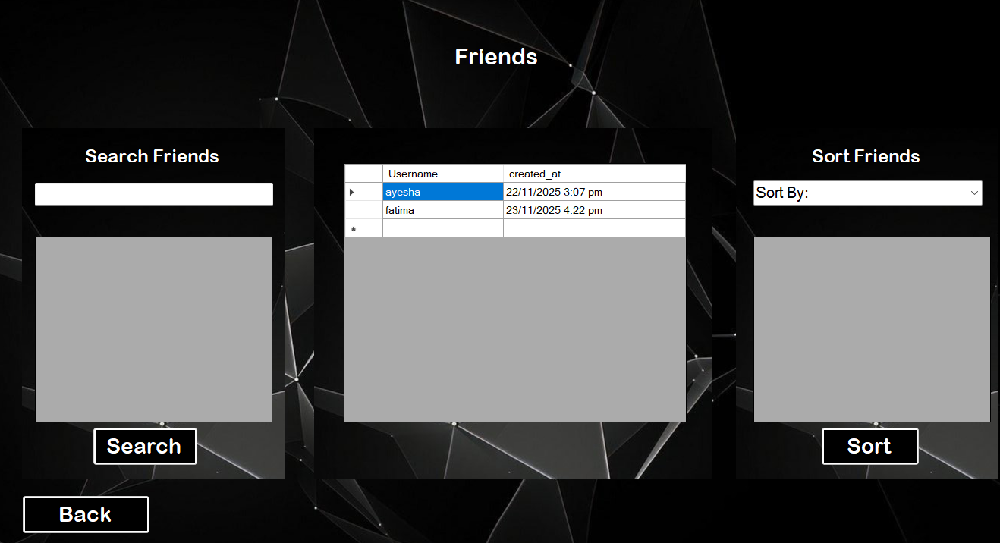 Friends
Search Friends
Username created_at
ayesha 22/11/2025 3:07 pm
fatima 23/11/2025 4:22 pm
Sort Friends
Sort By:
Search
Sort
Back